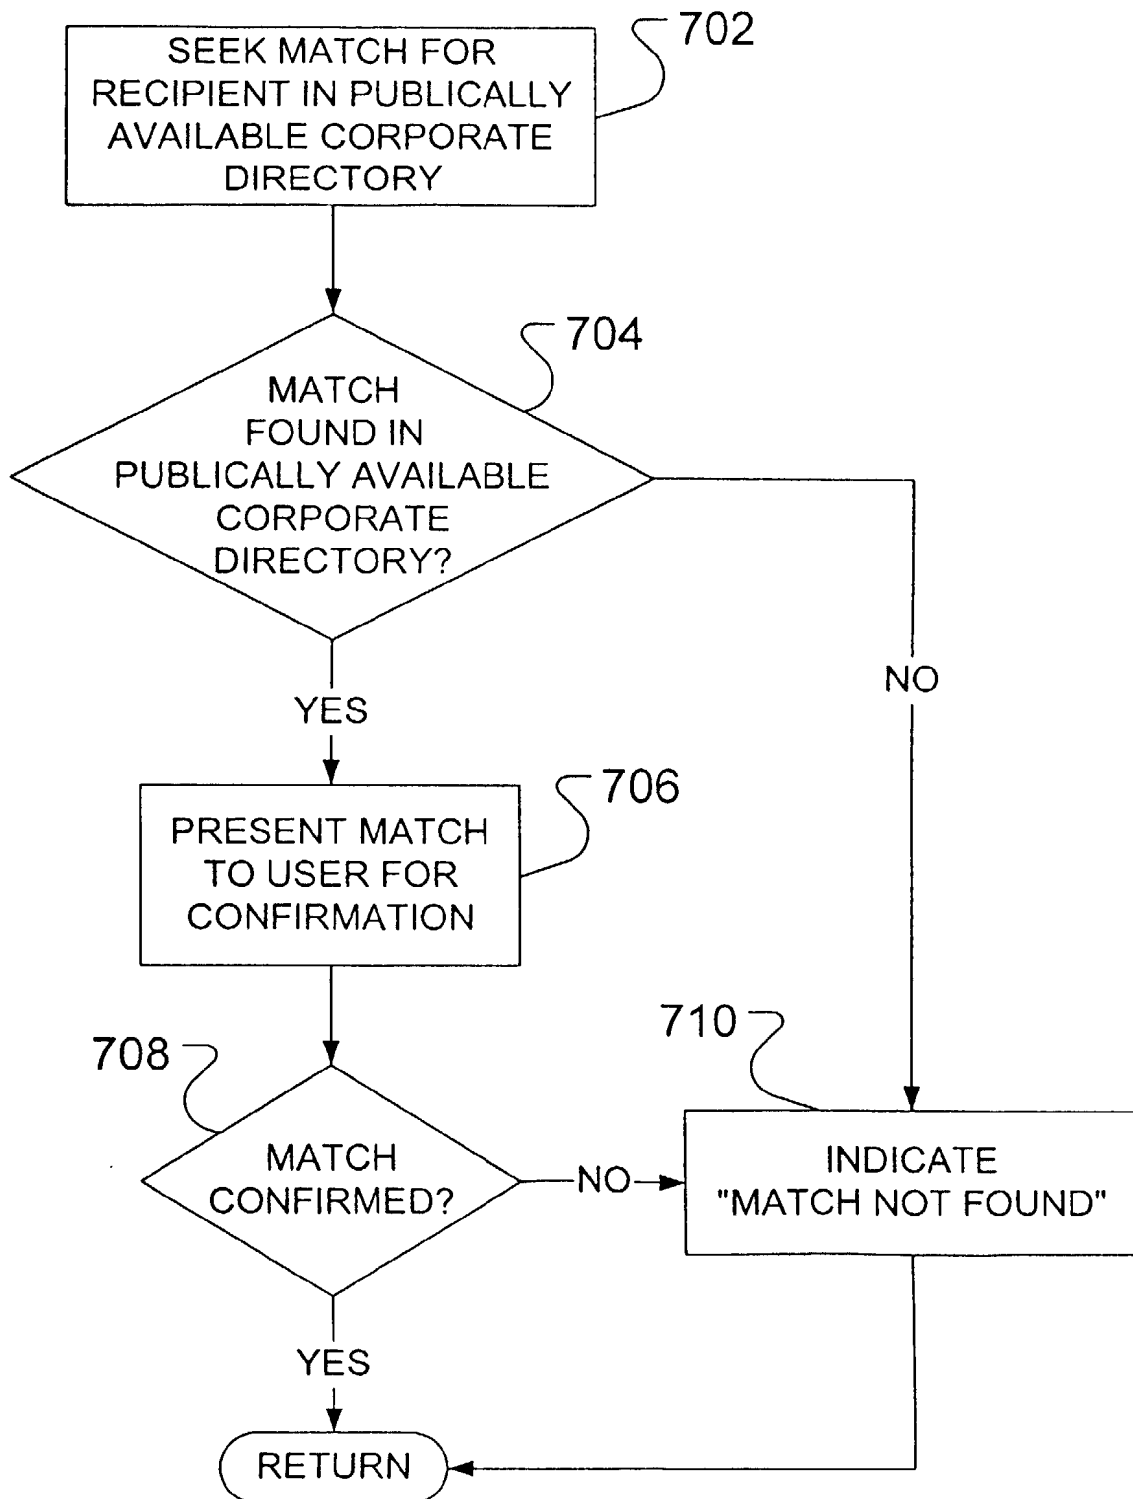 702
SEEK MATCH FOR
RECIPIENT IN PUBLICALLY
AVAILABLE CORPORATE
DIRECTORY
704
MATCH
FOUND IN
PUBLICALLY AVAILABLE
CORPORATE
DIRECTORY?
NO
YES
706
PRESENT MATCH
TO USER FOR
CONFIRMATION
708
710
MATCH
CONFIRMED?
NO
INDICATE
"MATCH NOT FOUND"
YES
RETURN